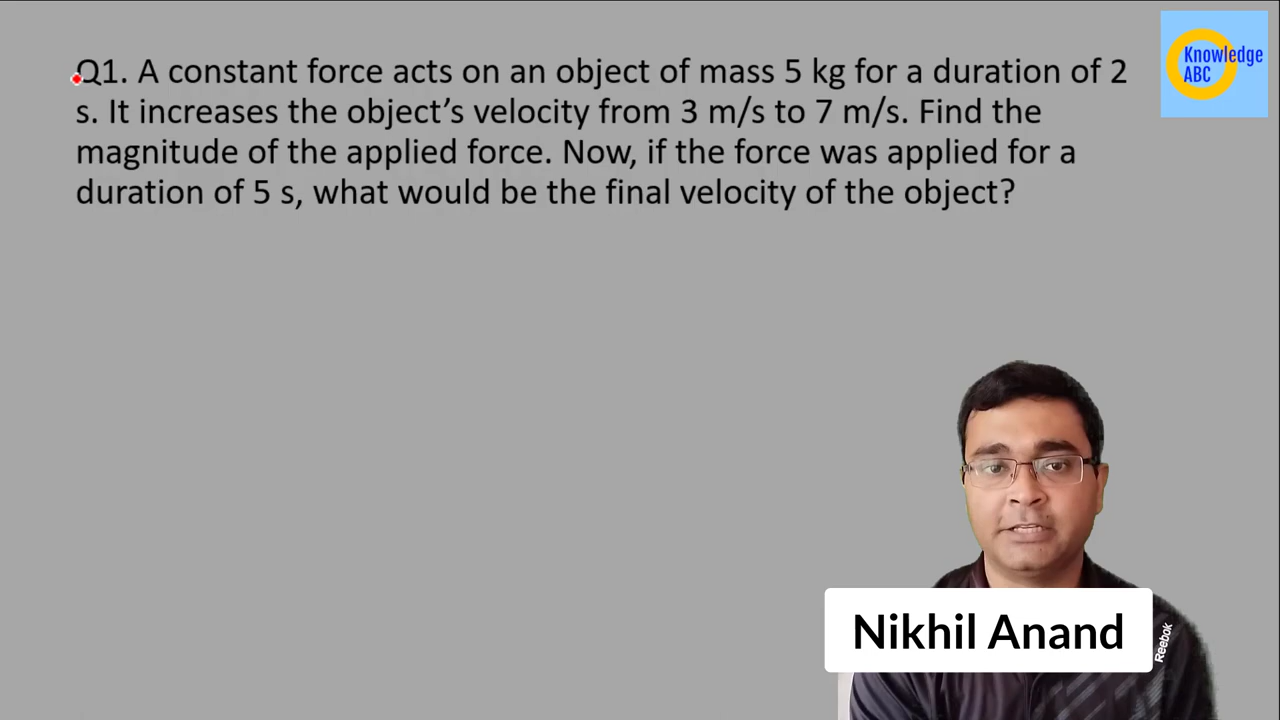 Q1. A constant force acts on an object of mass 5 kg for a duration of 2
s. It increases the object’s velocity from 3 m/s to 7 m/s. Find the
magnitude of the applied force. Now, if the force was applied for a
duration of 5 s, what would be the final velocity of the object?
Knowledge
ABC
Nikhil Anand
Reebok